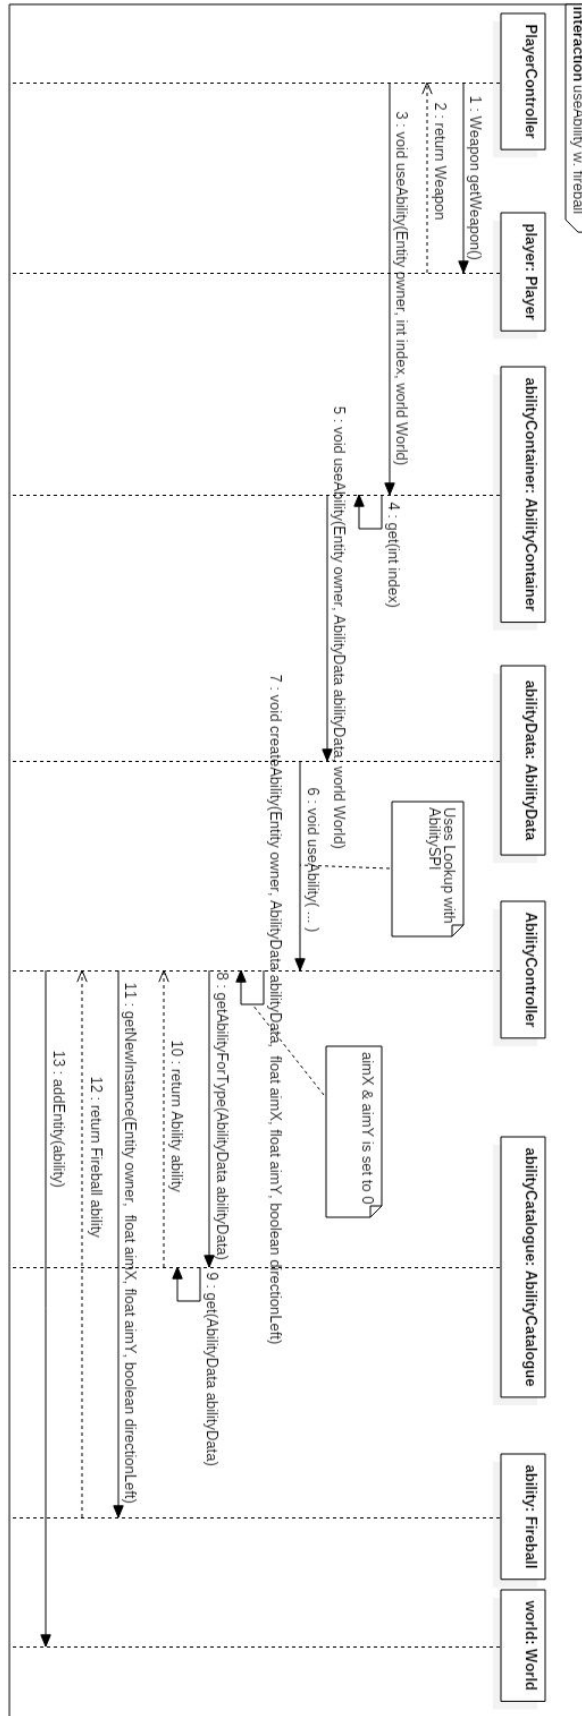 Interaction useAbility w. fireball
PlayerController
player: Player
abilityContainer: AbilityContainer
abilityData: AbilityData
AbilityController
abilityCatalogue: AbilityCatalogue
ability: Fireball
world: World
1 : Weapon getWeapon()
2 : return Weapon
3 : void useAbility(Entity owner, int index, world World)
4 : get(int index)
5 : void useAbility(Entity owner, AbilityData abilityData, world World)
Uses Lookup with
AbilitySPI
6 : void useAbility( ... )
7 : void createAbility(Entity owner, AbilityData abilityData, float aimX, float aimY, boolean directionLeft)
aimX & aimY is set to 0
8 : getAbilityForType(AbilityData abilityData)
9 : get(AbilityData abilityData)
10 : return Ability ability
11 : getNewInstance(Entity owner, float aimX, float aimY, boolean directionLeft)
12 : return Fireball ability
13 : addEntity(ability)